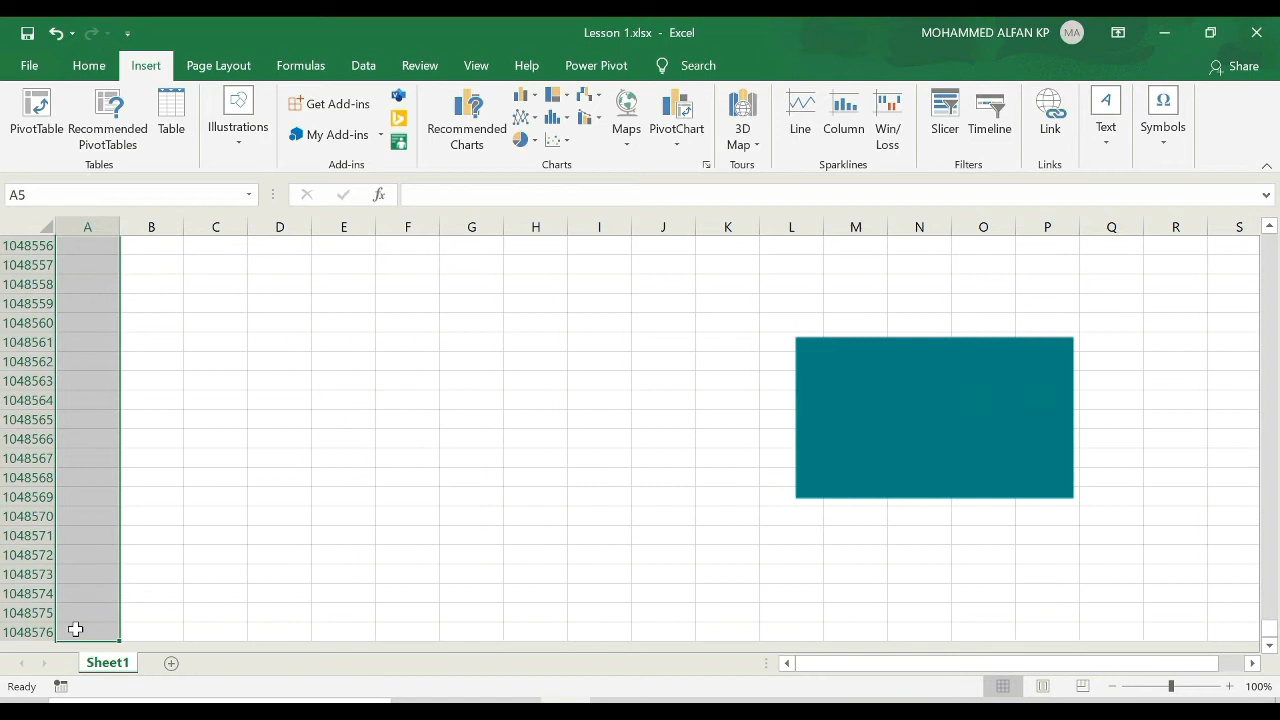 Lesson 1.xlsx - Excel
MOHAMMED ALFAN KP
MA
File Home Insert Page Layout Formulas Data Review View Help Power Pivot Search Share
PivotTable
Recommended PivotTables
Table
Tables
Illustrations
Get Add-ins
My Add-ins
Add-ins
Recommended Charts
Maps
PivotChart
Charts
3D Map
Tours
Line
Column
Win/Loss
Sparklines
Slicer
Timeline
Filters
Link
Links
Text
Symbols
A5
fx
A B C D E F G H I J K L M N O P Q R S
1048556
1048557
1048558
1048559
1048560
1048561
1048562
1048563
1048564
1048565
1048566
1048567
1048568
1048569
1048570
1048571
1048572
1048573
1048574
1048575
1048576
Sheet1
Ready
100%